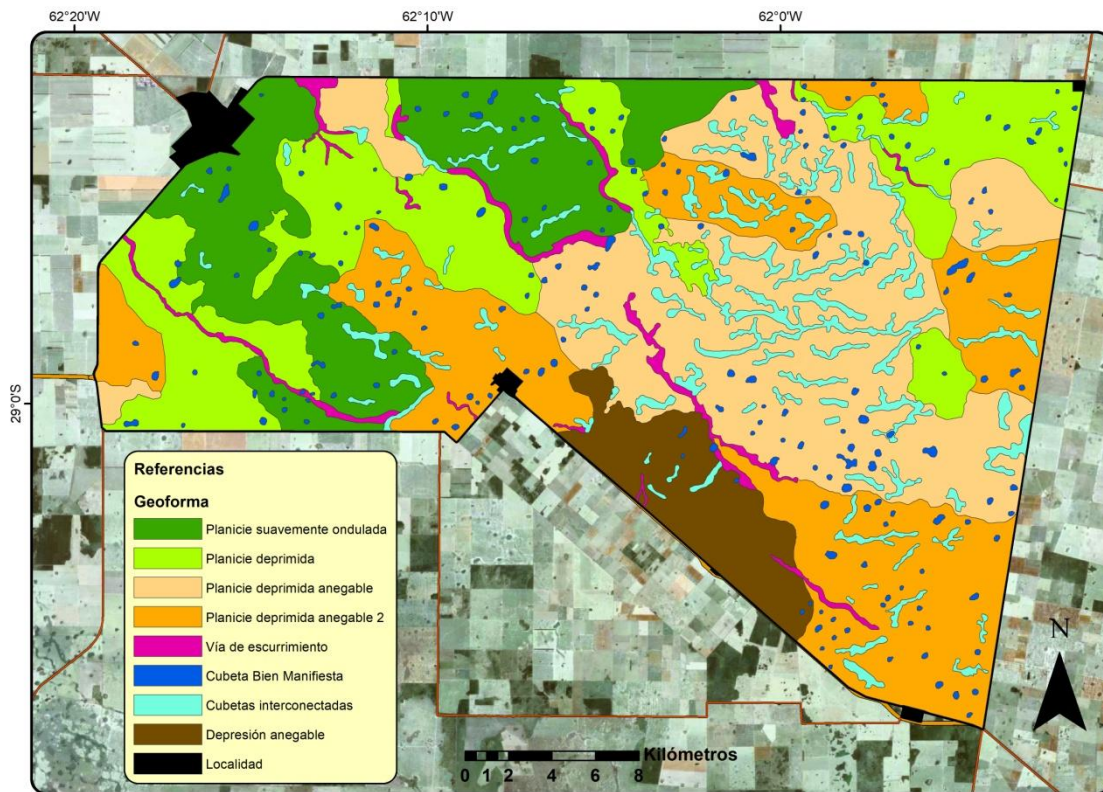 62°20'W
62°10'W
62°0'W
29°0'S
Referencias
Geoforma
Planicie suavemente ondulada
Planicie deprimida
Planicie deprimida anegable
Planicie deprimida anegable 2
Vía de escurrimiento
Cubeta Bien Manifiesta
Cubetas interconectadas
Depresión anegable
Localidad
N
Kilómetros
0 1 2 4 6 8